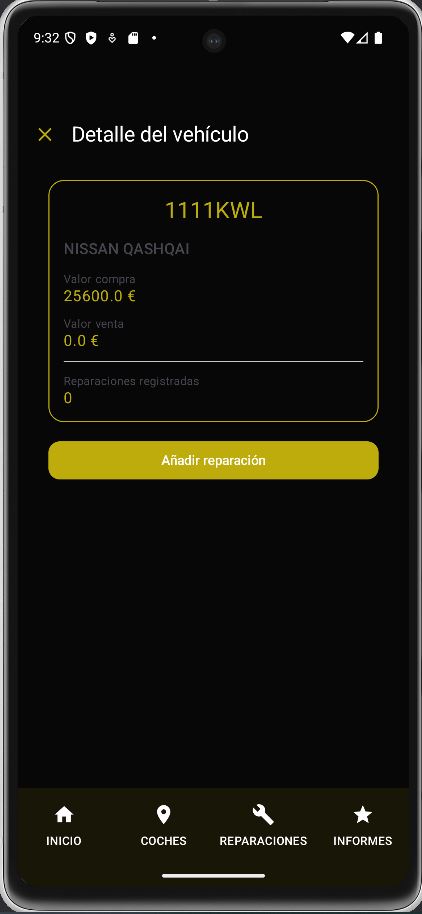 9:32
Detalle del vehículo
1111KWL
NISSAN QASHQAI
Valor compra
25600.0 €
Valor venta
0.0 €
Reparaciones registradas
0
Añadir reparación
INICIO COCHES REPARACIONES INFORMES